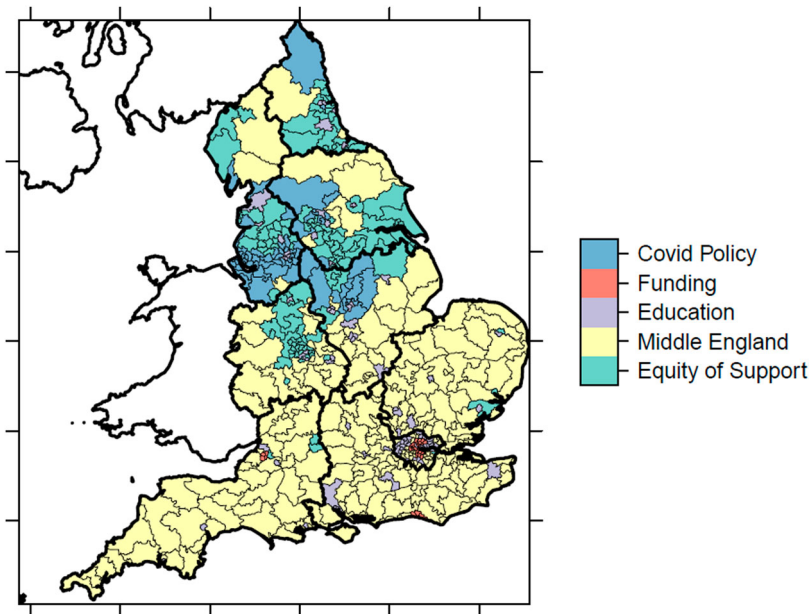 Covid Policy
Funding
Education
Middle England
Equity of Support